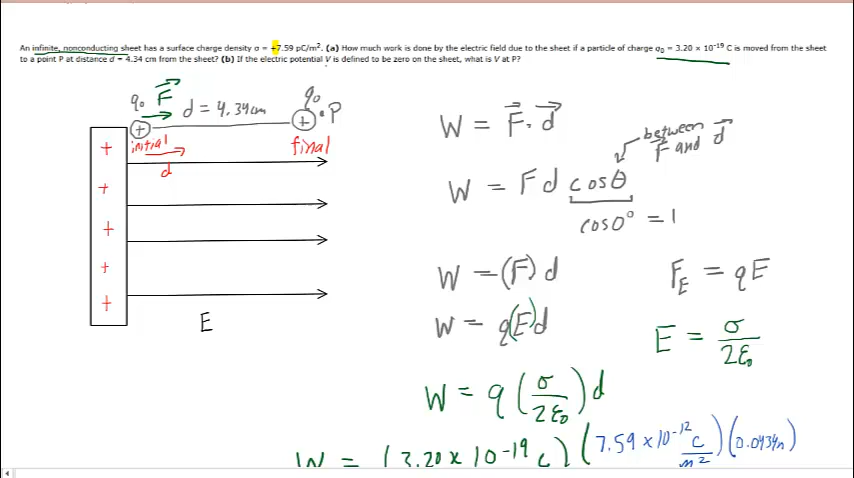 An infinite, nonconducting sheet has a surface charge density σ = +7.59 pC/m². (a) How much work is done by the electric field due to the sheet if a particle of charge q₀ = 3.20 × 10⁻¹⁹ C is moved from the sheet
to a point P at distance d = 4.34 cm from the sheet? (b) If the electric potential V is defined to be zero on the sheet, what is V at P?
q₀ F⃗ d = 4.34cm q₀
+ + • P
initial final
d
+
+
+
+
+
E
W = F⃗ · d⃗
between
F⃗ and d⃗
W = Fd cosθ
cos0° = 1
W = (F)d F_E = qE
W = q(E)d E = σ/2ε₀
W = q(σ/2ε₀)d
W = (3.20 × 10⁻¹⁹ C)(7.59 × 10⁻¹² C/m²)(0.0434m)